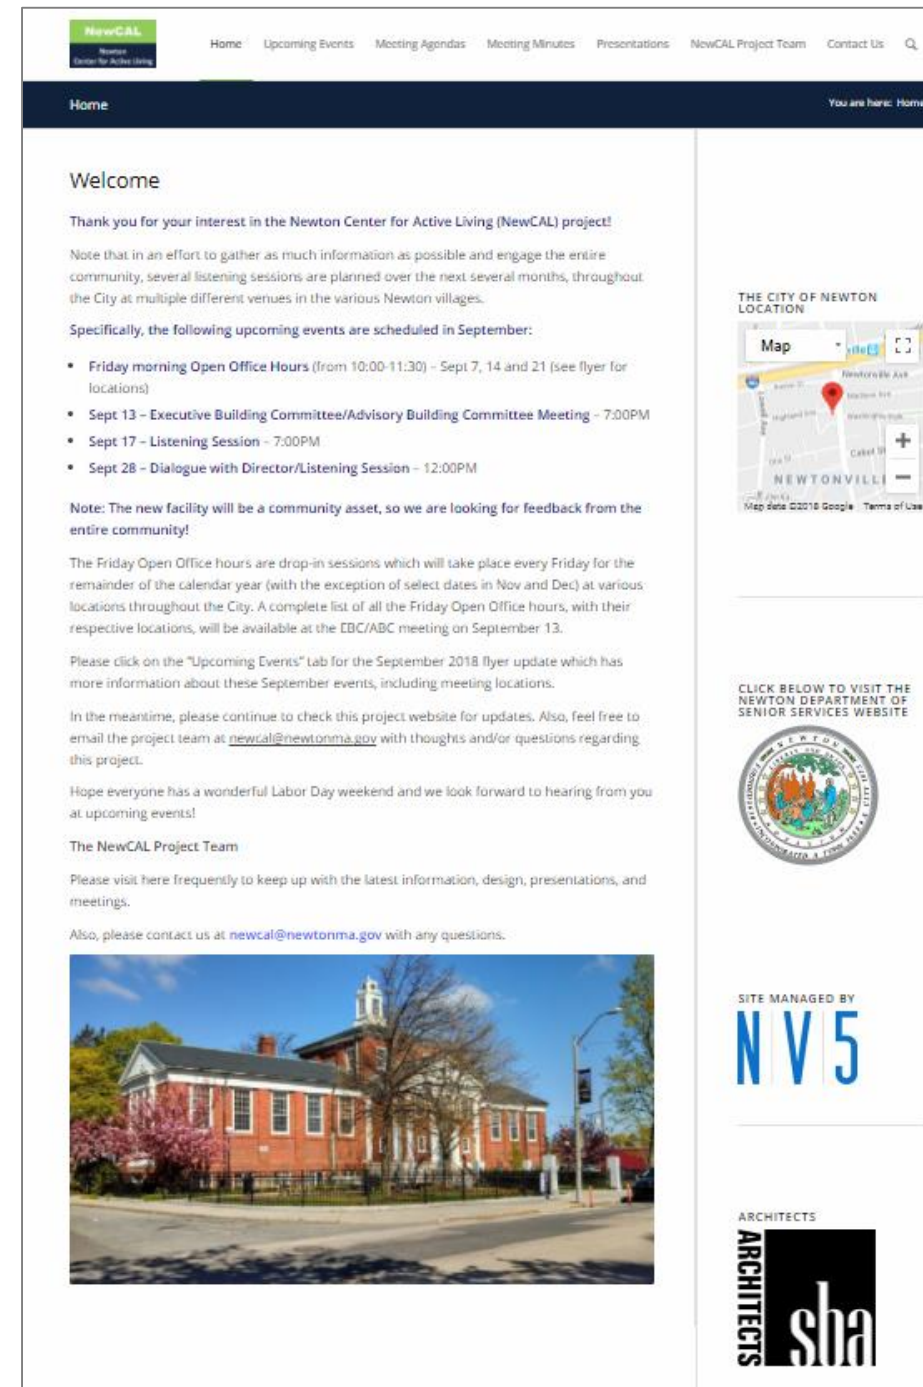 NewCAL
Newton
Center for Active Living
Home
Upcoming Events
Meeting Agendas
Meeting Minutes
Presentations
NewCAL Project Team
Contact Us
Home
You are here: Home
Welcome
Thank you for your interest in the Newton Center for Active Living (NewCAL) project!
Note that in an effort to gather as much information as possible and engage the entire
community, several listening sessions are planned over the next several months, throughout
the City at multiple different venues in the various Newton villages.
Specifically, the following upcoming events are scheduled in September:
• Friday morning Open Office Hours (from 10:00-11:30) – Sept 7, 14 and 21 (see flyer for
locations)
• Sept 13 – Executive Building Committee/Advisory Building Committee Meeting – 7:00PM
• Sept 17 – Listening Session – 7:00PM
• Sept 28 – Dialogue with Director/Listening Session – 12:00PM
Note: The new facility will be a community asset, so we are looking for feedback from the
entire community!
The Friday Open Office hours are drop-in sessions which will take place every Friday for the
remainder of the calendar year (with the exception of select dates in Nov and Dec) at various
locations throughout the City. A complete list of all the Friday Open Office hours, with their
respective locations, will be available at the EBC/ABC meeting on September 13.
Please click on the "Upcoming Events" tab for the September 2018 flyer update which has
more information about these September events, including meeting locations.
In the meantime, please continue to check this project website for updates. Also, feel free to
email the project team at newcal@newtonma.gov with thoughts and/or questions regarding
this project.
Hope everyone has a wonderful Labor Day weekend and we look forward to hearing from you
at upcoming events!
The NewCAL Project Team
Please visit here frequently to keep up with the latest information, design, presentations, and
meetings.
Also, please contact us at newcal@newtonma.gov with any questions.
THE CITY OF NEWTON
LOCATION
Map
Newtonville Ave
Highland Ave
Lowell Ave
Cabot St
NEWTONVILL
Map data ©2018 Google Terms of Use
CLICK BELOW TO VISIT THE
NEWTON DEPARTMENT OF
SENIOR SERVICES WEBSITE
SITE MANAGED BY
N V 5
ARCHITECTS
ARCHITECTS
sba